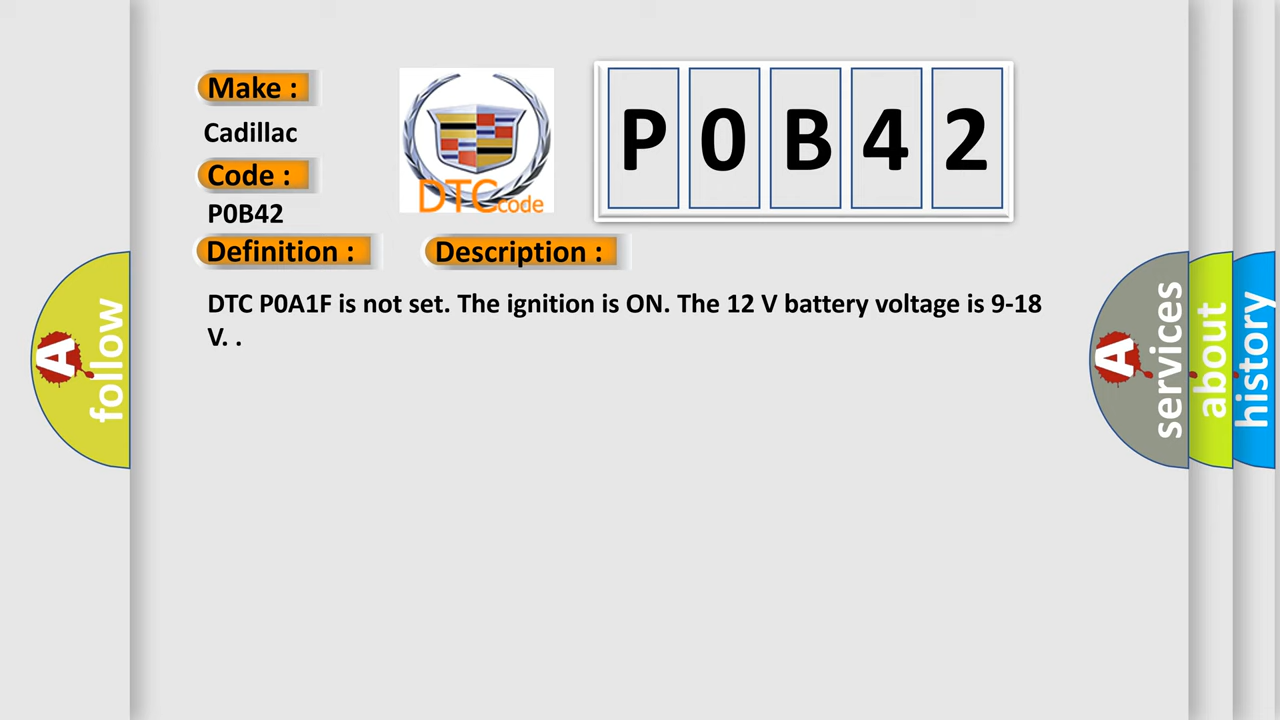 Make :
Cadillac
Code :
P0B42
Definition :
Description :
DTC P0A1F is not set. The ignition is ON. The 12 V battery voltage is 9-18
V. .
DTC code
P 0 B 4 2
A follow
A services
about
history